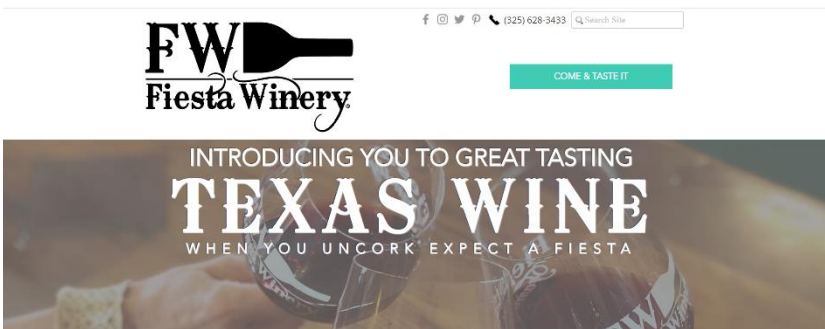 (325) 628-3433 Search Site
FW
Fiesta Winery
COME & TASTE IT
INTRODUCING YOU TO GREAT TASTING
TEXAS WINE
WHEN YOU UNCORK EXPECT A FIESTA